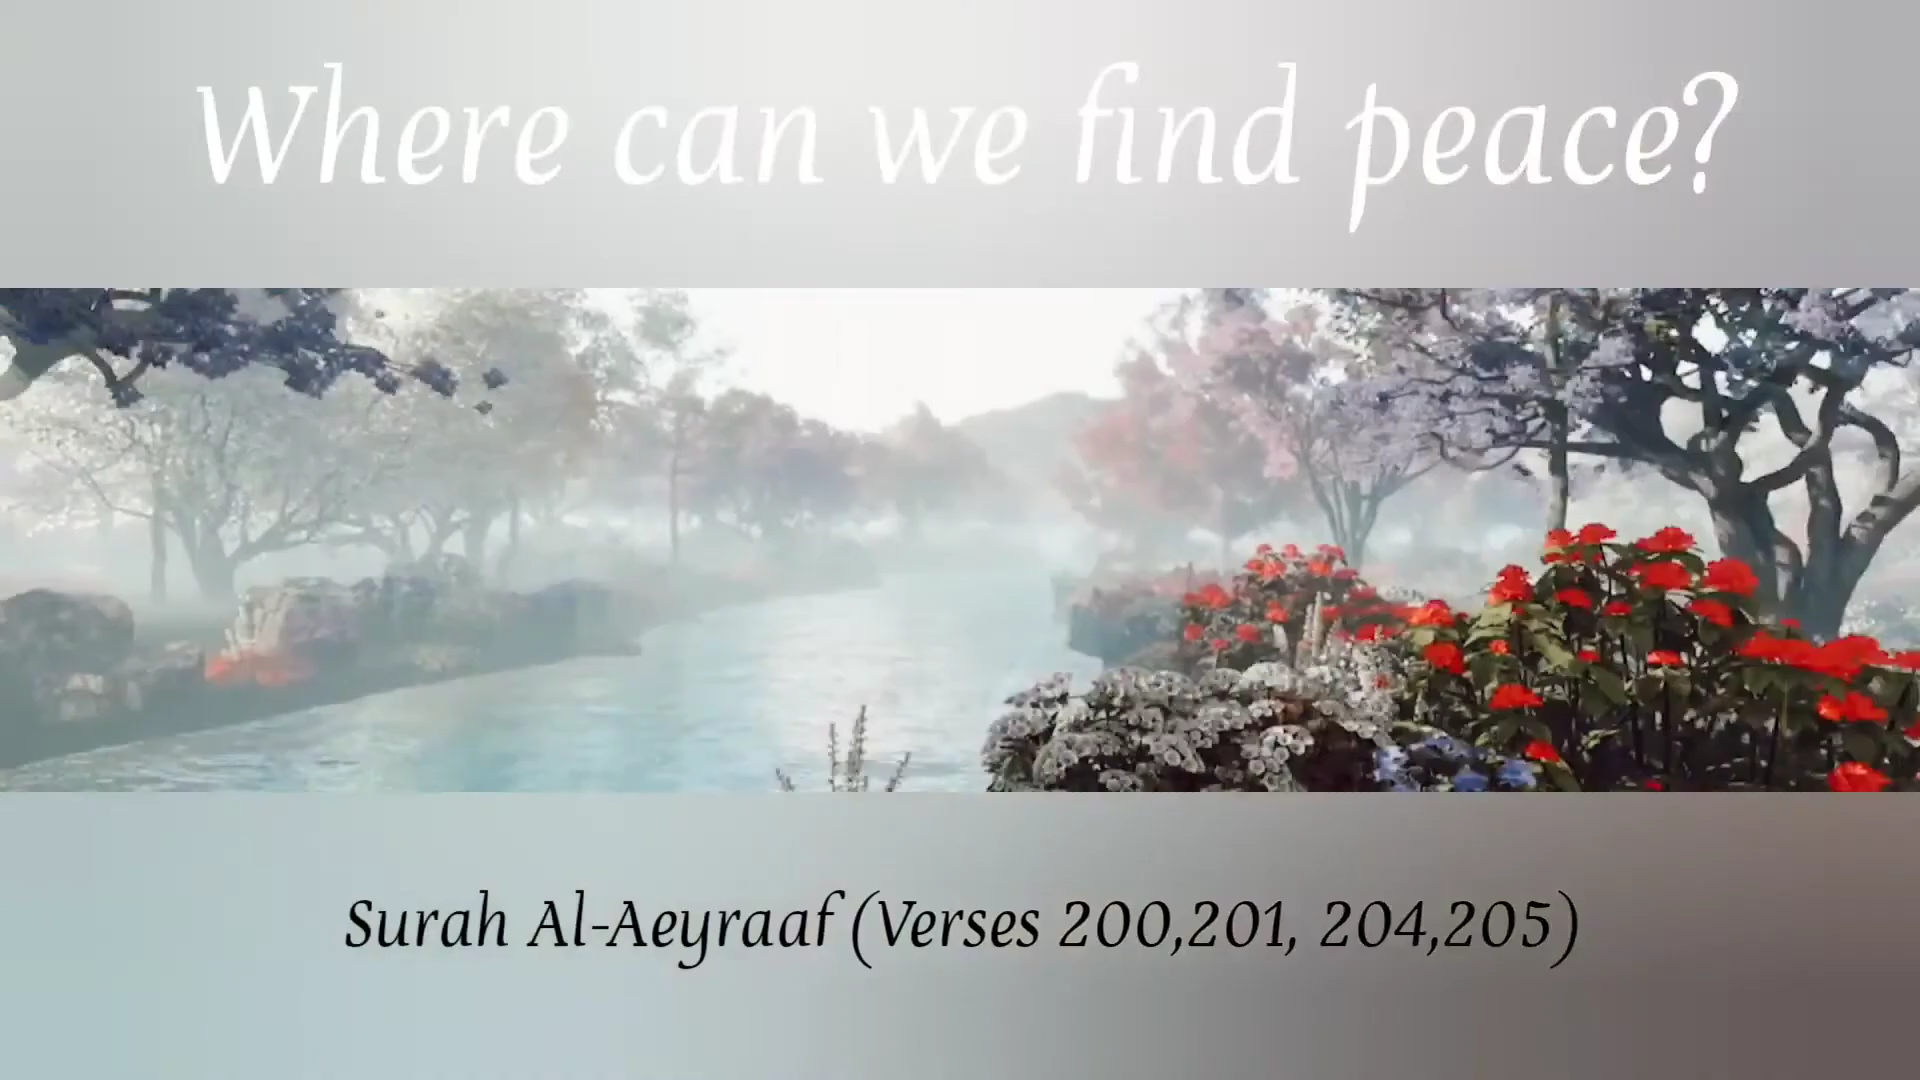 Where can we find peace?
Surah Al-Aeyraaf (Verses 200,201, 204,205)